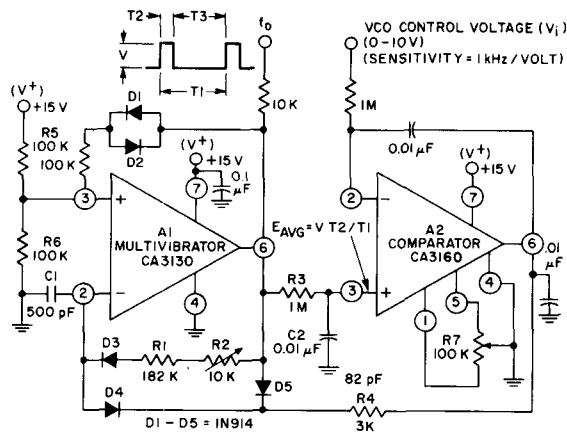 T2 T3
V
T1
f₀
10 K
VCO CONTROL VOLTAGE (Vᵢ)
(0–10V)
(SENSITIVITY = 1 kHz/VOLT)
1M
0.01 µF
(V⁺)
+15 V
R5
100 K
100 K
D1
D2
(V⁺)
+15 V
0.1
µF
7
3
+
A1
MULTIVIBRATOR
CA3130
6
R6
100K
C1
500 pF
2
–
4
EAVG = V T2/T1
R3
1M
C2
0.01 µF
2
–
(V⁺)
+15 V
7
A2
COMPARATOR
CA3160
6
.01
µF
3
+
4
5
1
R7
100 K
D3
R1
182 K
R2
10 K
D4
D5
D1 – D5 = 1N914
82 pF
R4
3K